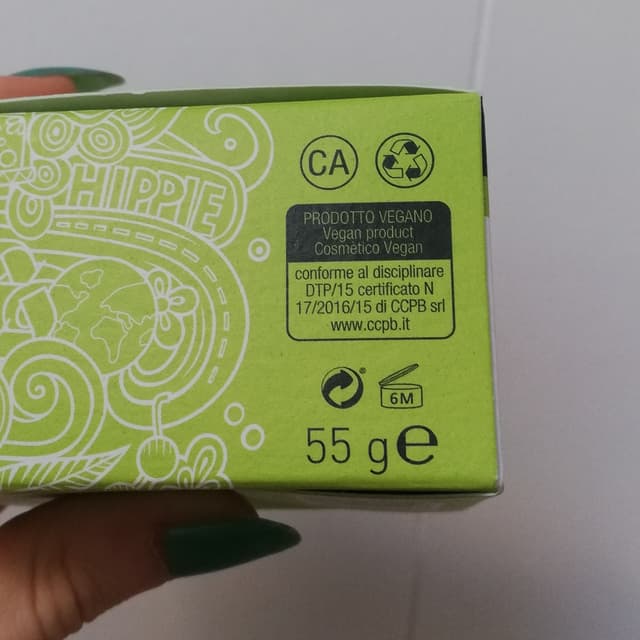 HIPPIE
CA
PRODOTTO VEGANO
Vegan product
Cosmético Vegan
conforme al disciplinare
DTP/15 certificato N
17/2016/15 di CCPB srl
www.ccpb.it
6M
55 g e